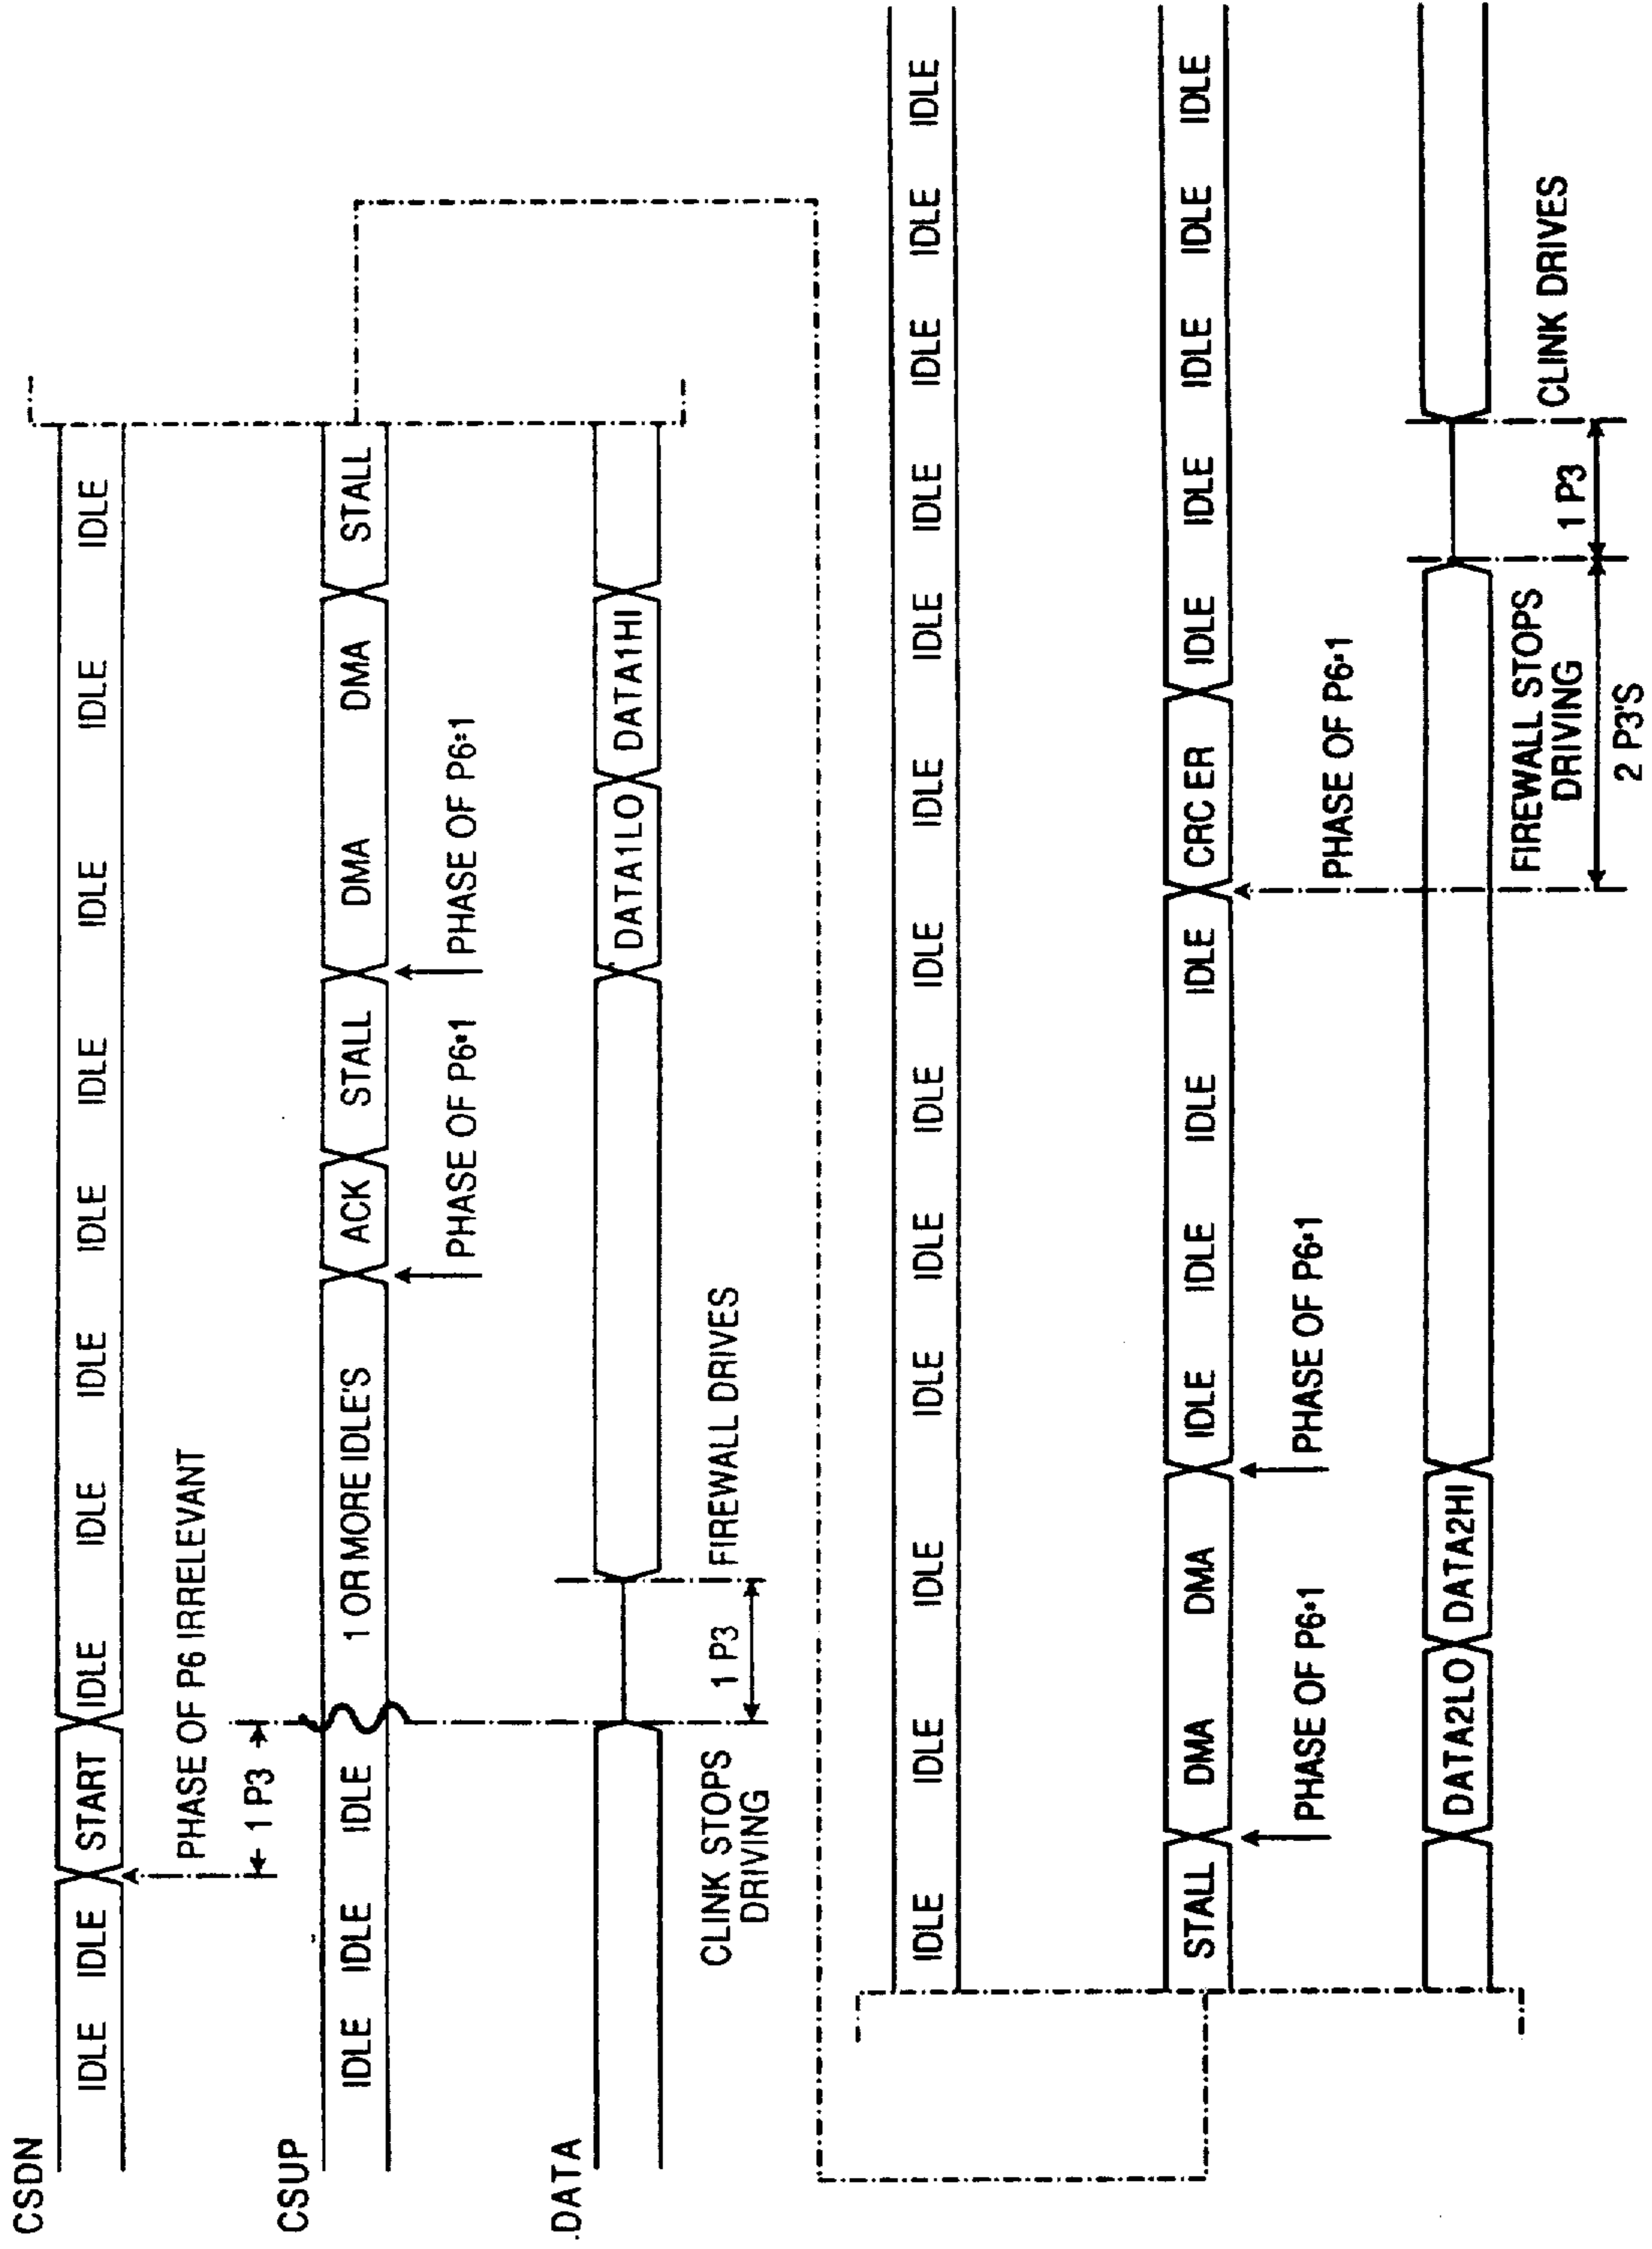 CSDN
IDLE IDLE START IDLE IDLE IDLE IDLE IDLE IDLE IDLE IDLE
PHASE OF P6 IRRELEVANT
1 P3
CSUP
IDLE IDLE IDLE 1 OR MORE IDLE'S ACK STALL DMA DMA STALL
PHASE OF P6=1 PHASE OF P6=1
DATA
DATA1LO DATA1HI
CLINK STOPS
DRIVING
1 P3
FIREWALL DRIVES
IDLE IDLE IDLE IDLE IDLE IDLE IDLE IDLE IDLE IDLE IDLE IDLE IDLE
STALL DMA DMA IDLE IDLE IDLE IDLE CRC ER IDLE IDLE IDLE IDLE IDLE
PHASE OF P6=1 PHASE OF P6=1 PHASE OF P6=1
DATA2LO DATA2HI
FIREWALL STOPS
DRIVING
2 P3'S
1 P3
CLINK DRIVES